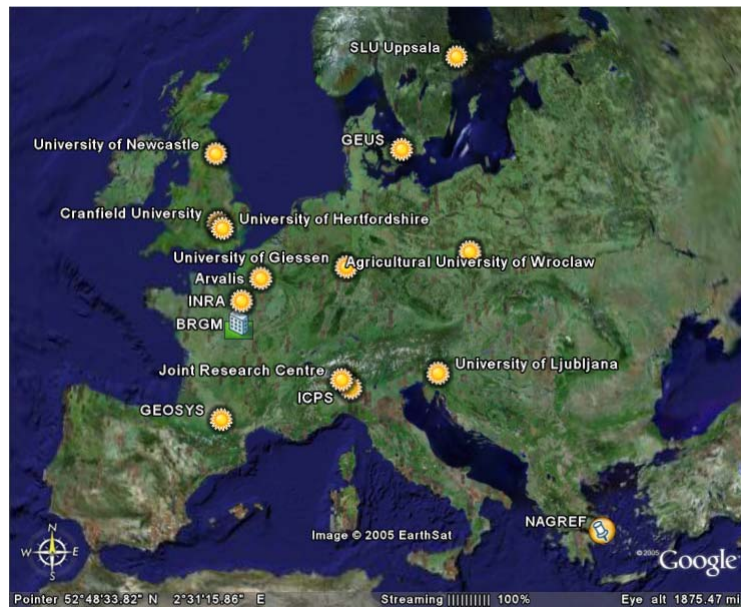 SLU Uppsala
University of Newcastle
GEUS
Cranfield University
University of Hertfordshire
University of Giessen
Agricultural University of Wroclaw
Arvalis
INRA
BRGM
Joint Research Centre
University of Ljubljana
ICPS
GEOSYS
NAGREF
N
W E
S
Image © 2005 EarthSat
© 2005 Google
Pointer 52°48'33.82" N 2°31'15.86" E Streaming |||||||||| 100% Eye alt 1875.47 mi